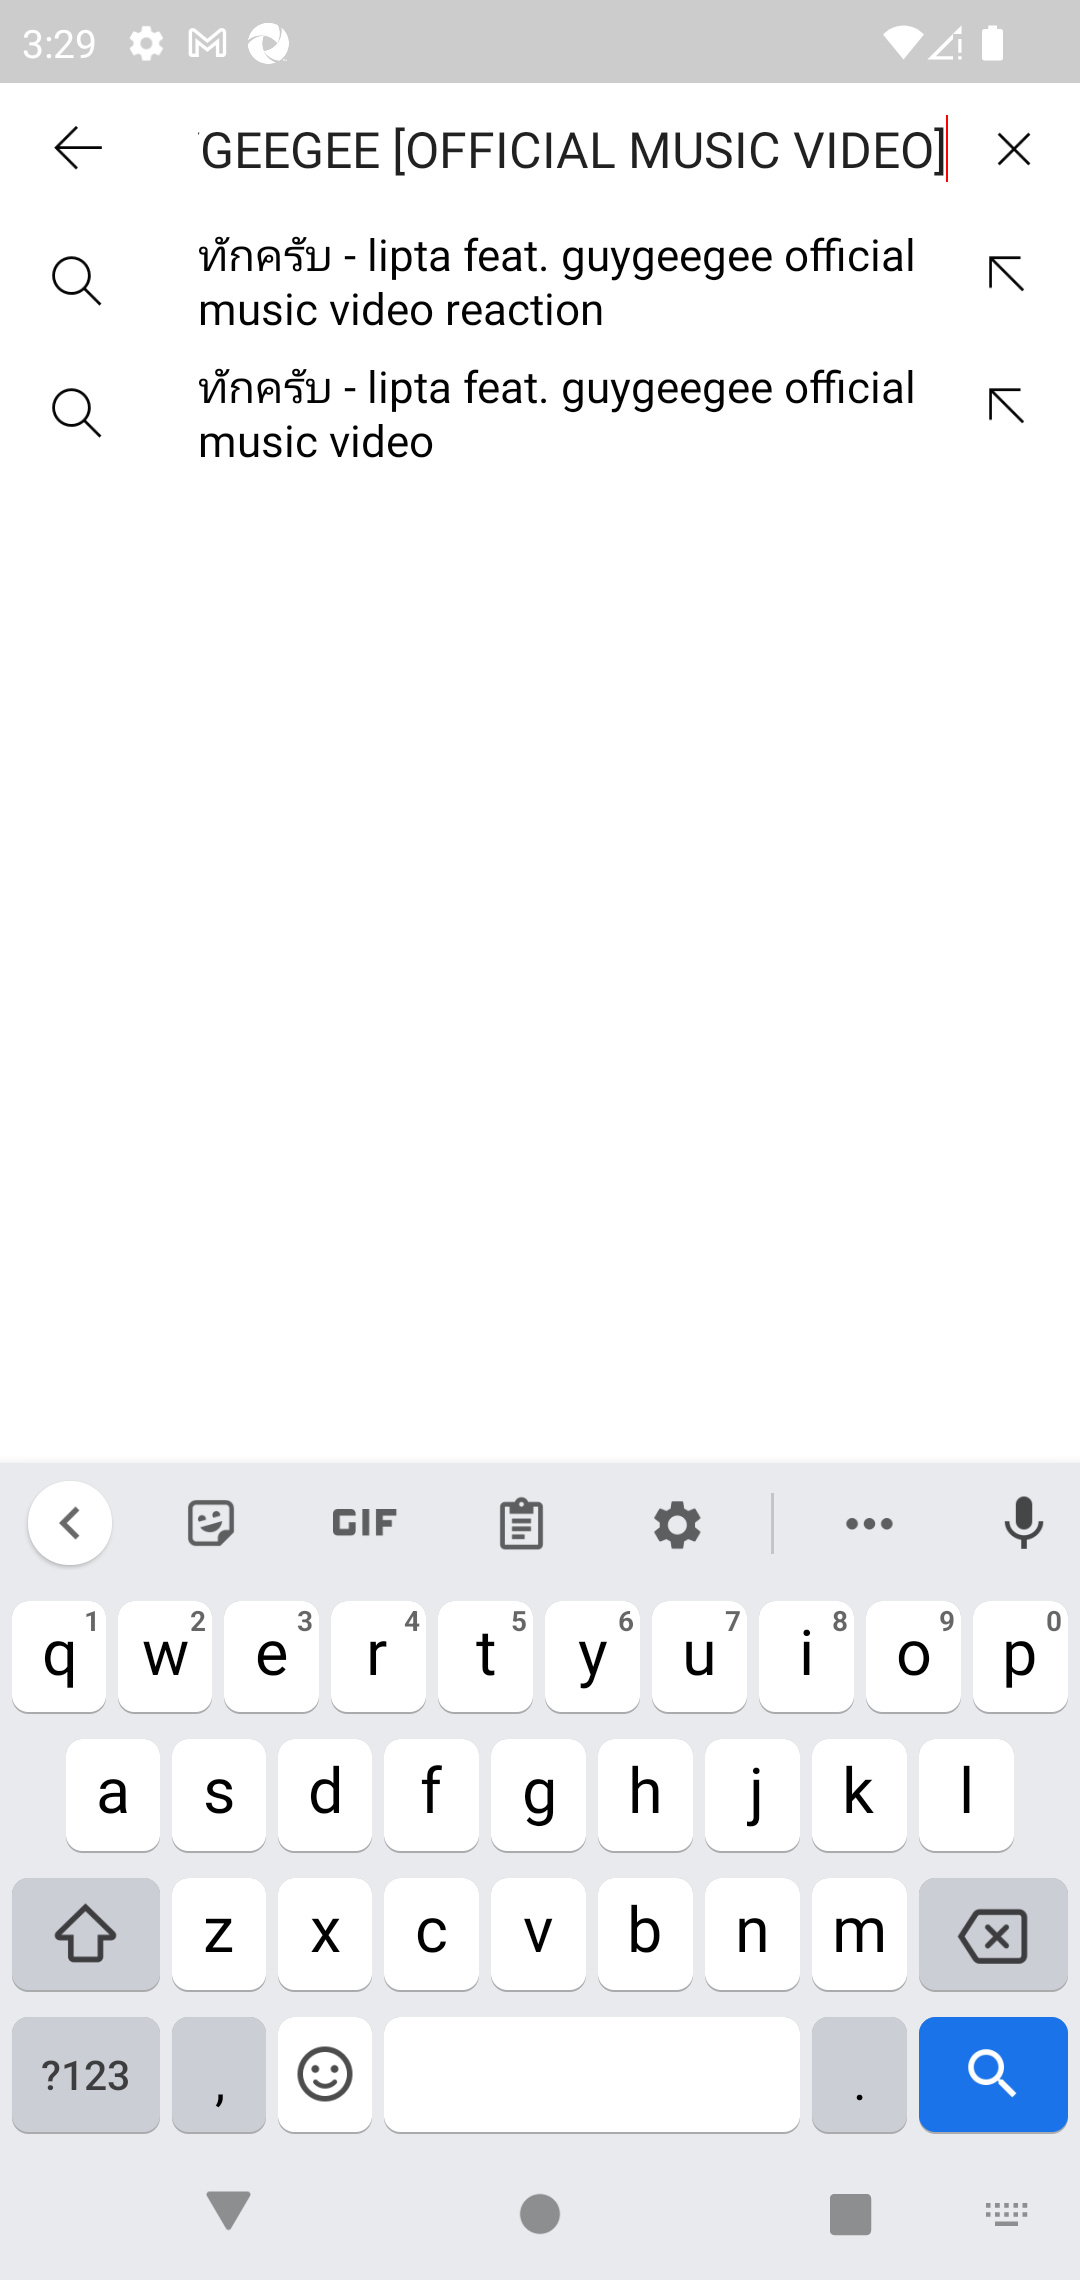 3:29
GEEGEE [OFFICIAL MUSIC VIDEO]
ทักครับ - lipta feat. guygeegee official
music video reaction
ทักครับ - lipta feat. guygeegee official
music video
GIF
1 2 3 4 5 6 7 8 9 0
q w e r t y u i o p
a s d f g h j k l
z x c v b n m
?123 , .